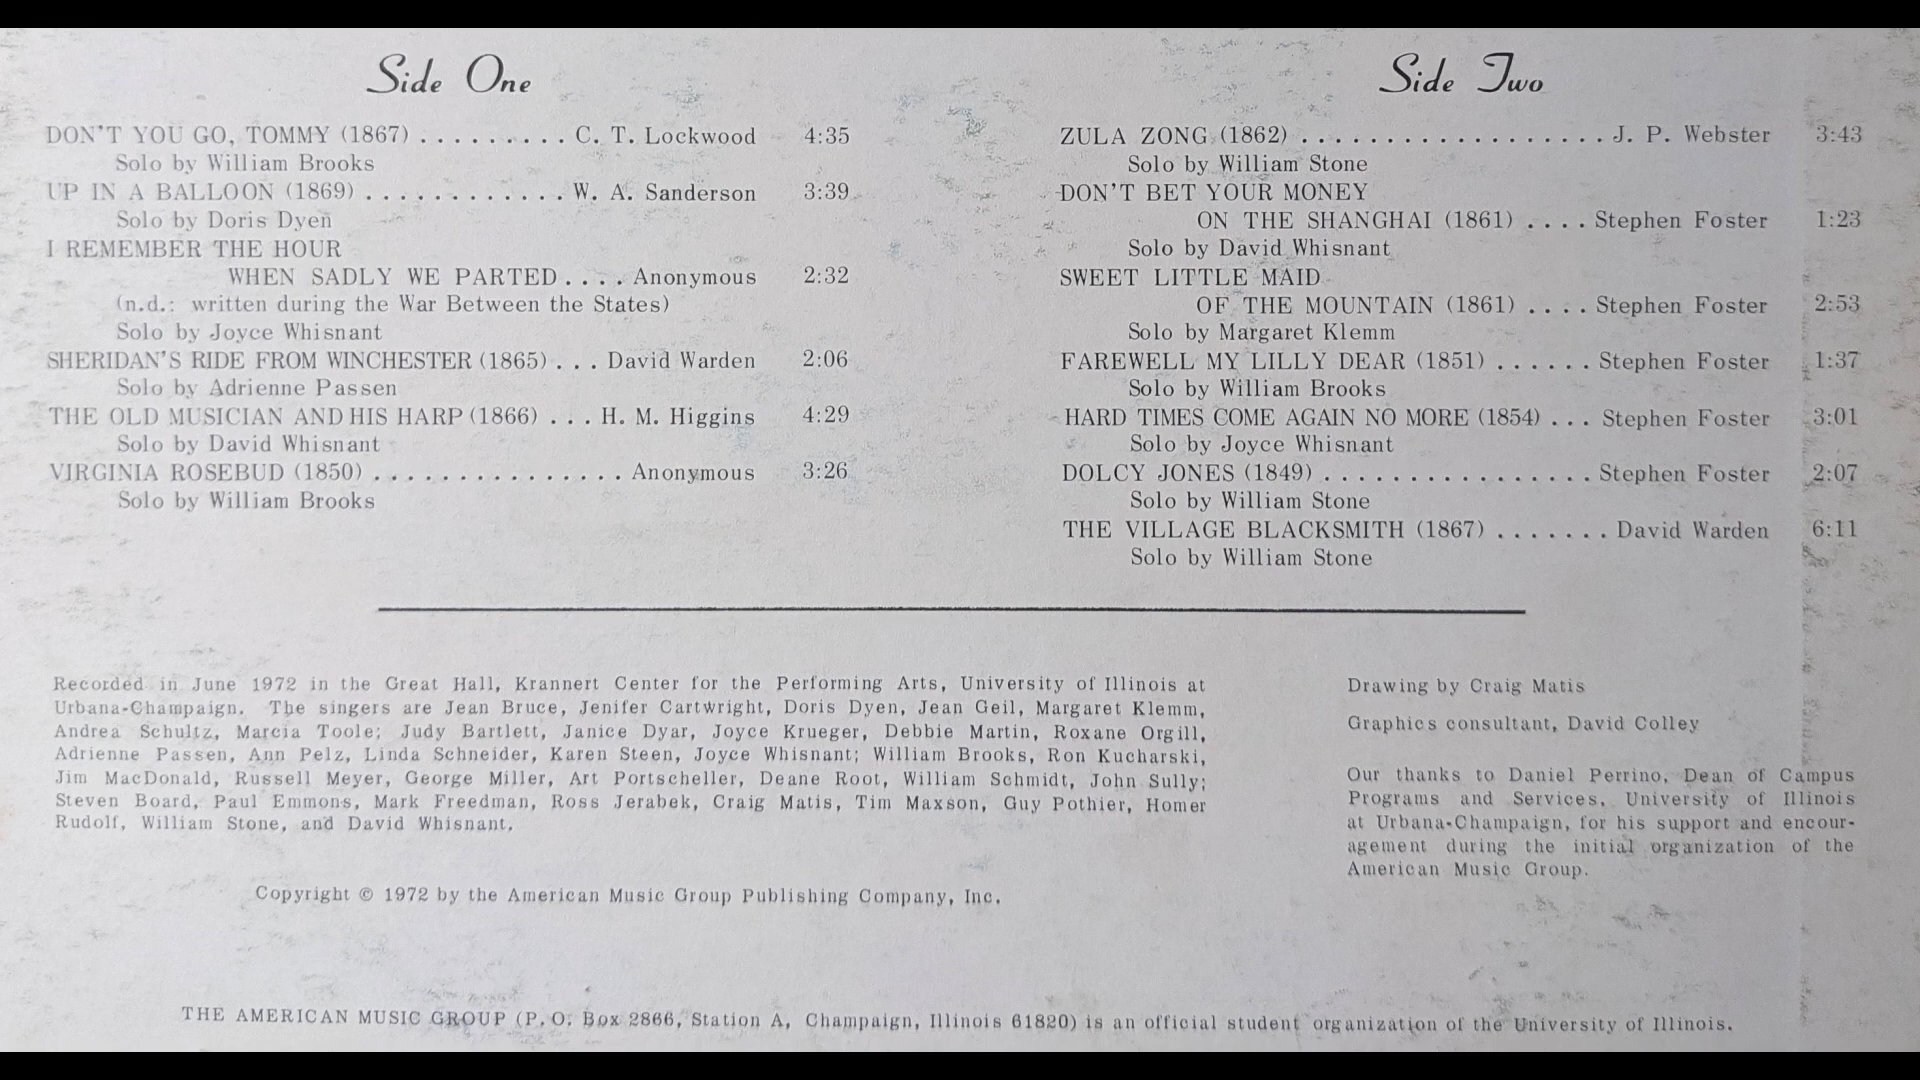 Side One
DON'T YOU GO, TOMMY (1867) . . . . . . . . . C. T. Lockwood 4:35
Solo by William Brooks
UP IN A BALLOON (1869) . . . . . . . . . . . . W. A. Sanderson 3:39
Solo by Doris Dyen
I REMEMBER THE HOUR
WHEN SADLY WE PARTED . . . . Anonymous 2:32
(n.d.: written during the War Between the States)
Solo by Joyce Whisnant
SHERIDAN'S RIDE FROM WINCHESTER (1865) . . . David Warden 2:06
Solo by Adrienne Passen
THE OLD MUSICIAN AND HIS HARP (1866) . . . H. M. Higgins 4:29
Solo by David Whisnant
VIRGINIA ROSEBUD (1850) . . . . . . . . . . . . . . . Anonymous 3:26
Solo by William Brooks
Side Two
ZULA ZONG (1862) . . . . . . . . . . . . . . . . . . J. P. Webster 3:43
Solo by William Stone
DON'T BET YOUR MONEY
ON THE SHANGHAI (1861) . . . . Stephen Foster 1:23
Solo by David Whisnant
SWEET LITTLE MAID
OF THE MOUNTAIN (1861) . . . . Stephen Foster 2:53
Solo by Margaret Klemm
FAREWELL MY LILLY DEAR (1851) . . . . . . Stephen Foster 1:37
Solo by William Brooks
HARD TIMES COME AGAIN NO MORE (1854) . . . Stephen Foster 3:01
Solo by Joyce Whisnant
DOLCY JONES (1849) . . . . . . . . . . . . . . . . Stephen Foster 2:07
Solo by William Stone
THE VILLAGE BLACKSMITH (1867) . . . . . . . David Warden 6:11
Solo by William Stone
Recorded in June 1972 in the Great Hall, Krannert Center for the Performing Arts, University of Illinois at
Urbana-Champaign. The singers are Jean Bruce, Jenifer Cartwright, Doris Dyen, Jean Geil, Margaret Klemm,
Andrea Schultz, Marcia Toole; Judy Bartlett, Janice Dyar, Joyce Krueger, Debbie Martin, Roxane Orgill,
Adrienne Passen, Ann Pelz, Linda Schneider, Karen Steen, Joyce Whisnant; William Brooks, Ron Kucharski,
Jim MacDonald, Russell Meyer, George Miller, Art Portscheller, Deane Root, William Schmidt, John Sully;
Steven Board, Paul Emmons, Mark Freedman, Ross Jerabek, Craig Matis, Tim Maxson, Guy Pothier, Homer
Rudolf, William Stone, and David Whisnant.
Copyright © 1972 by the American Music Group Publishing Company, Inc.
Drawing by Craig Matis
Graphics consultant, David Colley
Our thanks to Daniel Perrino, Dean of Campus
Programs and Services, University of Illinois
at Urbana-Champaign, for his support and encour-
agement during the initial organization of the
American Music Group.
THE AMERICAN MUSIC GROUP (P. O. Box 2866, Station A, Champaign, Illinois 61820) is an official student organization of the University of Illinois.